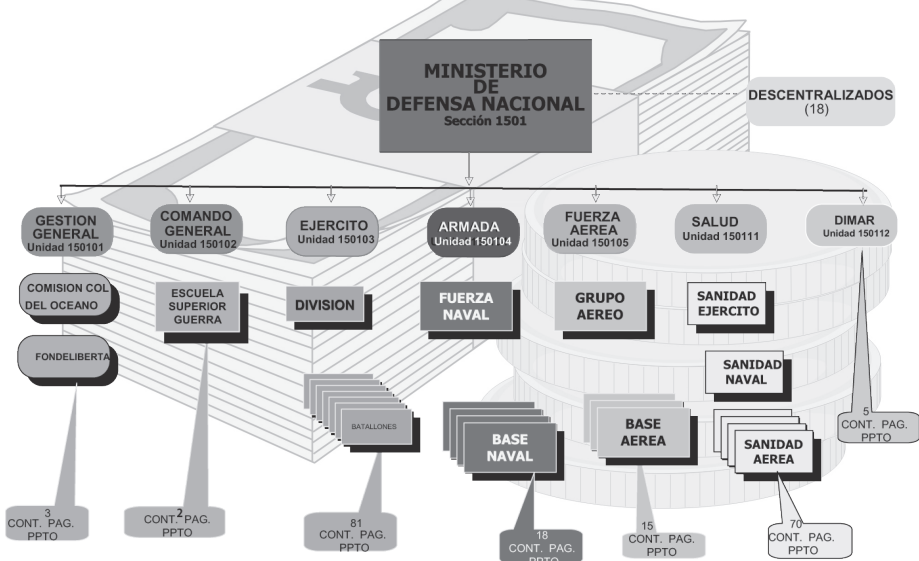 MINISTERIO
DE
DEFENSA NACIONAL
Sección 1501
DESCENTRALIZADOS
(18)
GESTION
GENERAL
Unidad 150101
COMANDO
GENERAL
Unidad 150102
EJERCITO
Unidad 150103
ARMADA
Unidad 150104
FUERZA
AEREA
Unidad 150105
SALUD
Unidad 150111
DIMAR
Unidad 150112
COMISION COL
DEL OCEANO
FONDELIBERTA
ESCUELA
SUPERIOR
GUERRA
DIVISION
BATALLONES
FUERZA
NAVAL
BASE
NAVAL
GRUPO
AEREO
BASE
AEREA
SANIDAD
EJERCITO
SANIDAD
NAVAL
SANIDAD
AEREA
3
CONT. PAG.
PPTO
2
CONT. PAG.
PPTO
81
CONT. PAG.
PPTO
18
CONT. PAG.
PPTO
15
CONT. PAG.
PPTO
70
CONT. PAG.
PPTO
5
CONT. PAG.
PPTO